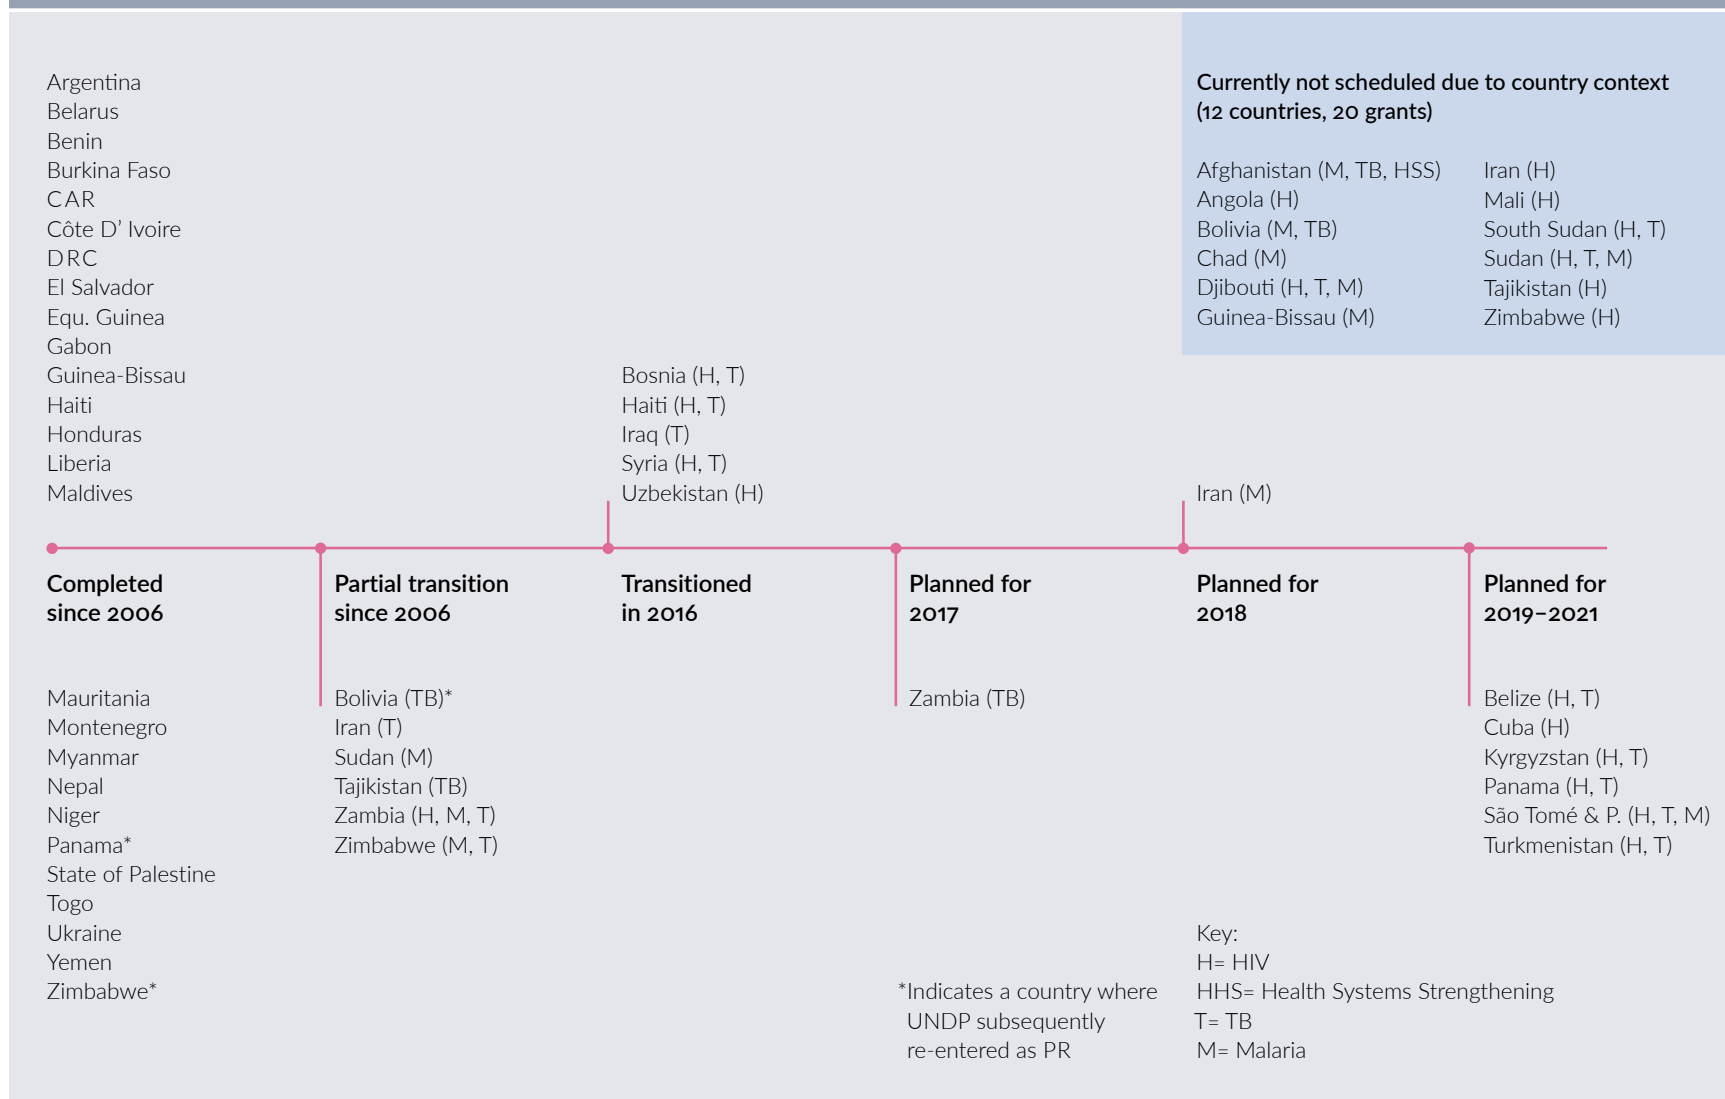 Argentina
Belarus
Benin
Burkina Faso
CAR
Côte D’ Ivoire
DRC
El Salvador
Equ. Guinea
Gabon
Guinea-Bissau
Haiti
Honduras
Liberia
Maldives
Bosnia (H, T)
Haiti (H, T)
Iraq (T)
Syria (H, T)
Uzbekistan (H)
Currently not scheduled due to country context
(12 countries, 20 grants)
Afghanistan (M, TB, HSS)
Angola (H)
Bolivia (M, TB)
Chad (M)
Djibouti (H, T, M)
Guinea-Bissau (M)
Iran (H)
Mali (H)
South Sudan (H, T)
Sudan (H, T, M)
Tajikistan (H)
Zimbabwe (H)
Iran (M)
Completed
since 2006
Partial transition
since 2006
Transitioned
in 2016
Planned for
2017
Planned for
2018
Planned for
2019–2021
Mauritania
Montenegro
Myanmar
Nepal
Niger
Panama*
State of Palestine
Togo
Ukraine
Yemen
Zimbabwe*
Bolivia (TB)*
Iran (T)
Sudan (M)
Tajikistan (TB)
Zambia (H, M, T)
Zimbabwe (M, T)
Zambia (TB)
Belize (H, T)
Cuba (H)
Kyrgyzstan (H, T)
Panama (H, T)
São Tomé & P. (H, T, M)
Turkmenistan (H, T)
*Indicates a country where
UNDP subsequently
re-entered as PR
Key:
H= HIV
HHS= Health Systems Strengthening
T= TB
M= Malaria